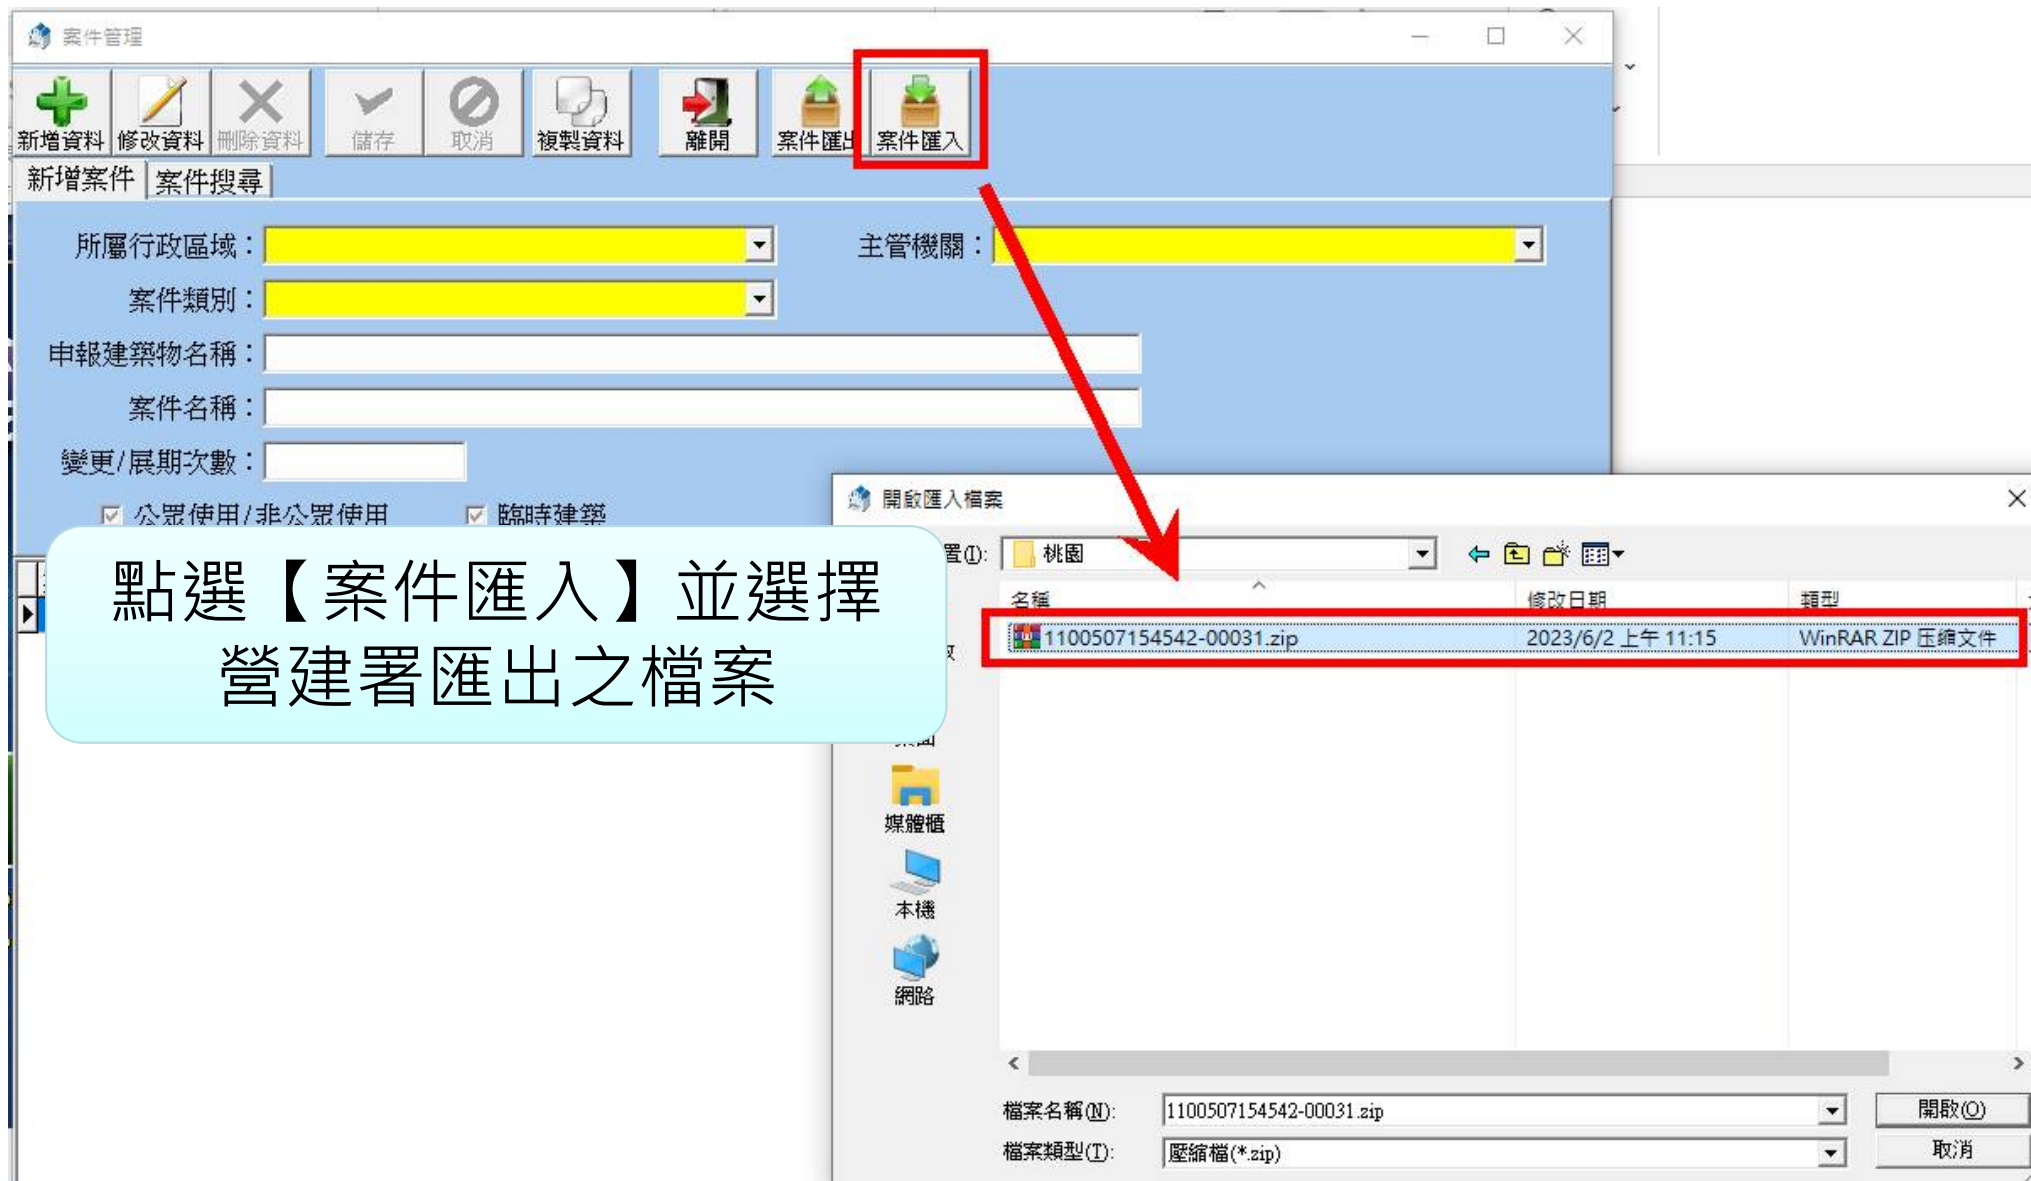 案件管理
新增資料 修改資料 刪除資料 儲存 取消 複製資料 離開 案件匯出 案件匯入
新增案件 案件搜尋
所屬行政區域： 主管機關：
案件類別：
申報建築物名稱：
案件名稱：
變更/展期次數：
公眾使用/非公眾使用 臨時建築
點選【案件匯入】並選擇
營建署匯出之檔案
開啟匯入檔案
置(I): 桃園
名稱 修改日期 類型
1100507154542-00031.zip 2023/6/2 上午 11:15 WinRAR ZIP 压缩文件
媒體櫃
本機
網路
檔案名稱(N): 1100507154542-00031.zip 開啟(O)
檔案類型(T): 壓縮檔(*.zip) 取消